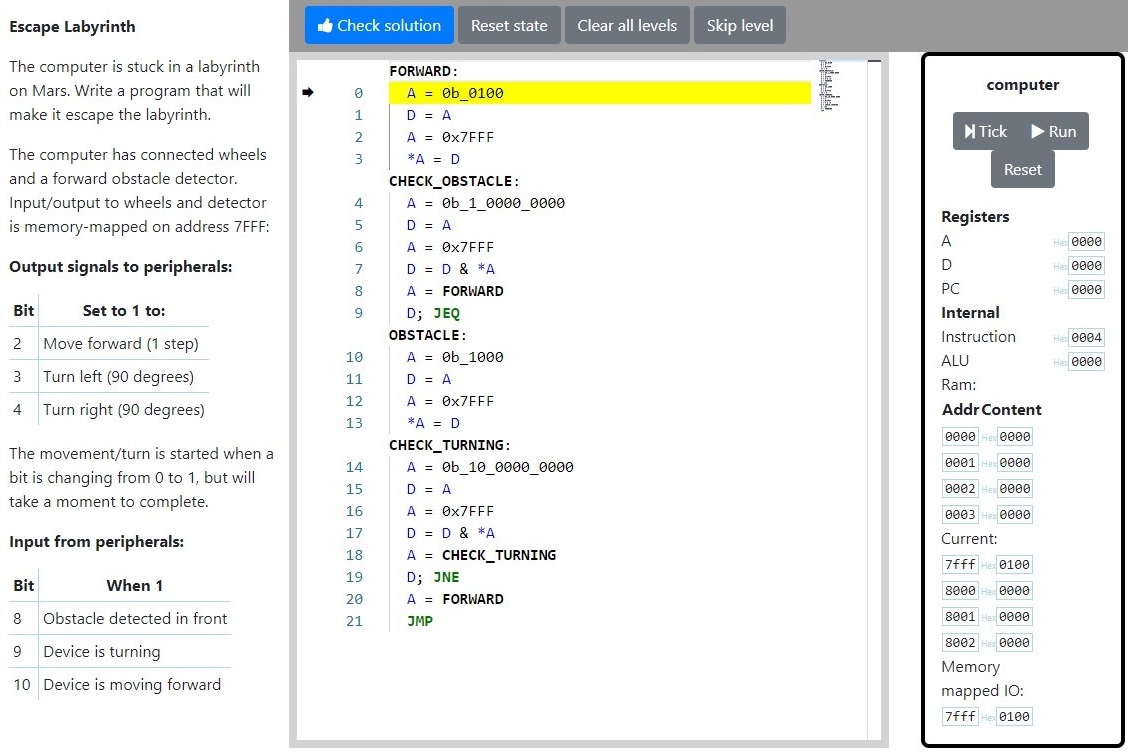 Escape Labyrinth
The computer is stuck in a labyrinth
on Mars. Write a program that will
make it escape the labyrinth.
The computer has connected wheels
and a forward obstacle detector.
Input/output to wheels and detector
is memory-mapped on address 7FFF:
Output signals to peripherals:
Bit Set to 1 to:
2 Move forward (1 step)
3 Turn left (90 degrees)
4 Turn right (90 degrees)
The movement/turn is started when a
bit is changing from 0 to 1, but will
take a moment to complete.
Input from peripherals:
Bit When 1
8 Obstacle detected in front
9 Device is turning
10 Device is moving forward
Check solution Reset state Clear all levels Skip level
FORWARD:
0 A = 0b_0100
1 D = A
2 A = 0x7FFF
3 *A = D
CHECK_OBSTACLE:
4 A = 0b_1_0000_0000
5 D = A
6 A = 0x7FFF
7 D = D & *A
8 A = FORWARD
9 D; JEQ
OBSTACLE:
10 A = 0b_1000
11 D = A
12 A = 0x7FFF
13 *A = D
CHECK_TURNING:
14 A = 0b_10_0000_0000
15 D = A
16 A = 0x7FFF
17 D = D & *A
18 A = CHECK_TURNING
19 D; JNE
20 A = FORWARD
21 JMP
computer
Tick Run
Reset
Registers
A Hex 0000
D Hex 0000
PC Hex 0000
Internal
Instruction Hex 0004
ALU Hex 0000
Ram:
Addr Content
0000 Hex 0000
0001 Hex 0000
0002 Hex 0000
0003 Hex 0000
Current:
7fff Hex 0100
8000 Hex 0000
8001 Hex 0000
8002 Hex 0000
Memory
mapped IO:
7fff Hex 0100